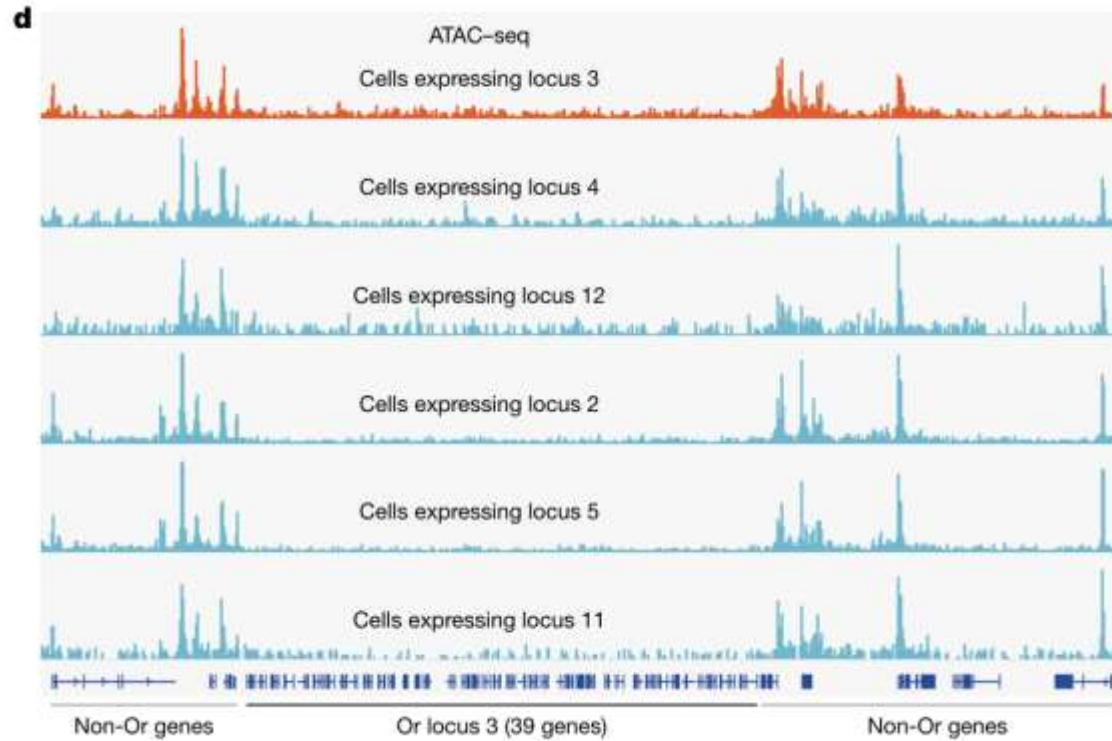 d
ATAC–seq
Cells expressing locus 3
Cells expressing locus 4
Cells expressing locus 12
Cells expressing locus 2
Cells expressing locus 5
Cells expressing locus 11
Non-Or genes
Or locus 3 (39 genes)
Non-Or genes